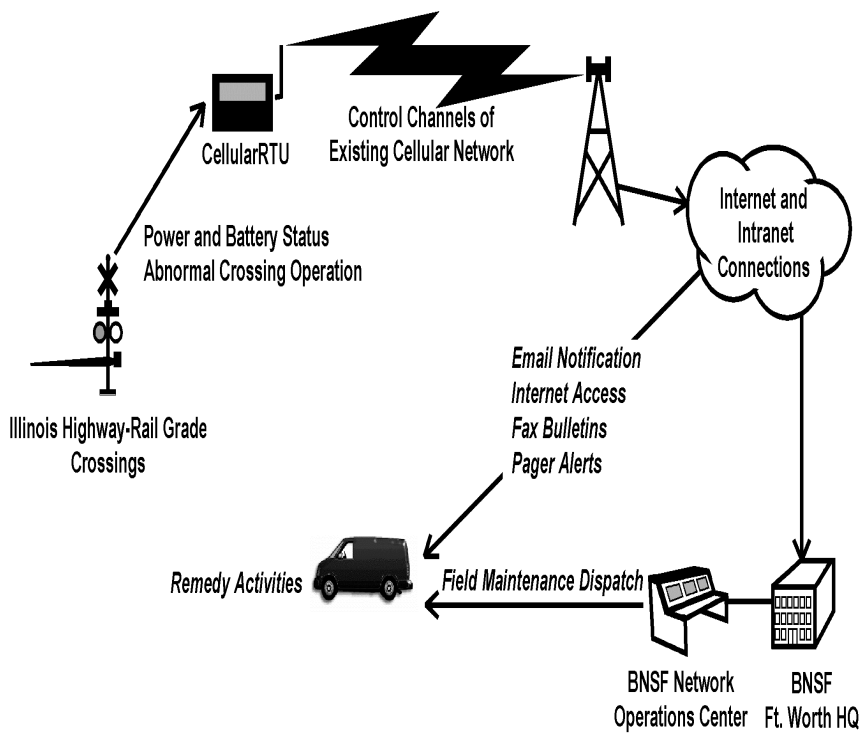 Control Channels of
Existing Cellular Network
CellularRTU
Internet and
Intranet
Connections
Power and Battery Status
Abnormal Crossing Operation
Email Notification
Internet Access
Fax Bulletins
Pager Alerts
Illinois Highway-Rail Grade
Crossings
Remedy Activities
Field Maintenance Dispatch
BNSF Network
Operations Center
BNSF
Ft. Worth HQ